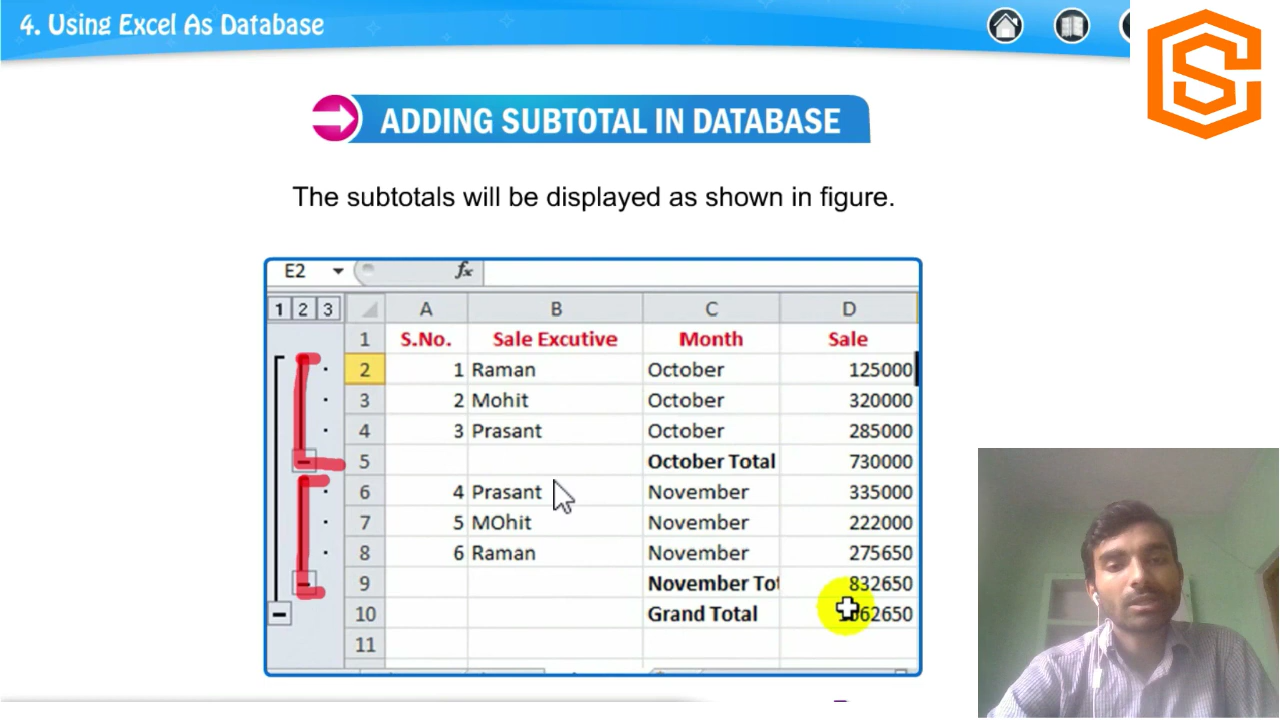 4. Using Excel As Database
ADDING SUBTOTAL IN DATABASE
The subtotals will be displayed as shown in figure.
E2 fx
1 2 3 A B C D
1 S.No. Sale Excutive Month Sale
2 1 Raman October 125000
3 2 Mohit October 320000
4 3 Prasant October 285000
5 October Total 730000
6 4 Prasant November 335000
7 5 MOhit November 222000
8 6 Raman November 275650
9 November Tot 832650
10 Grand Total
11